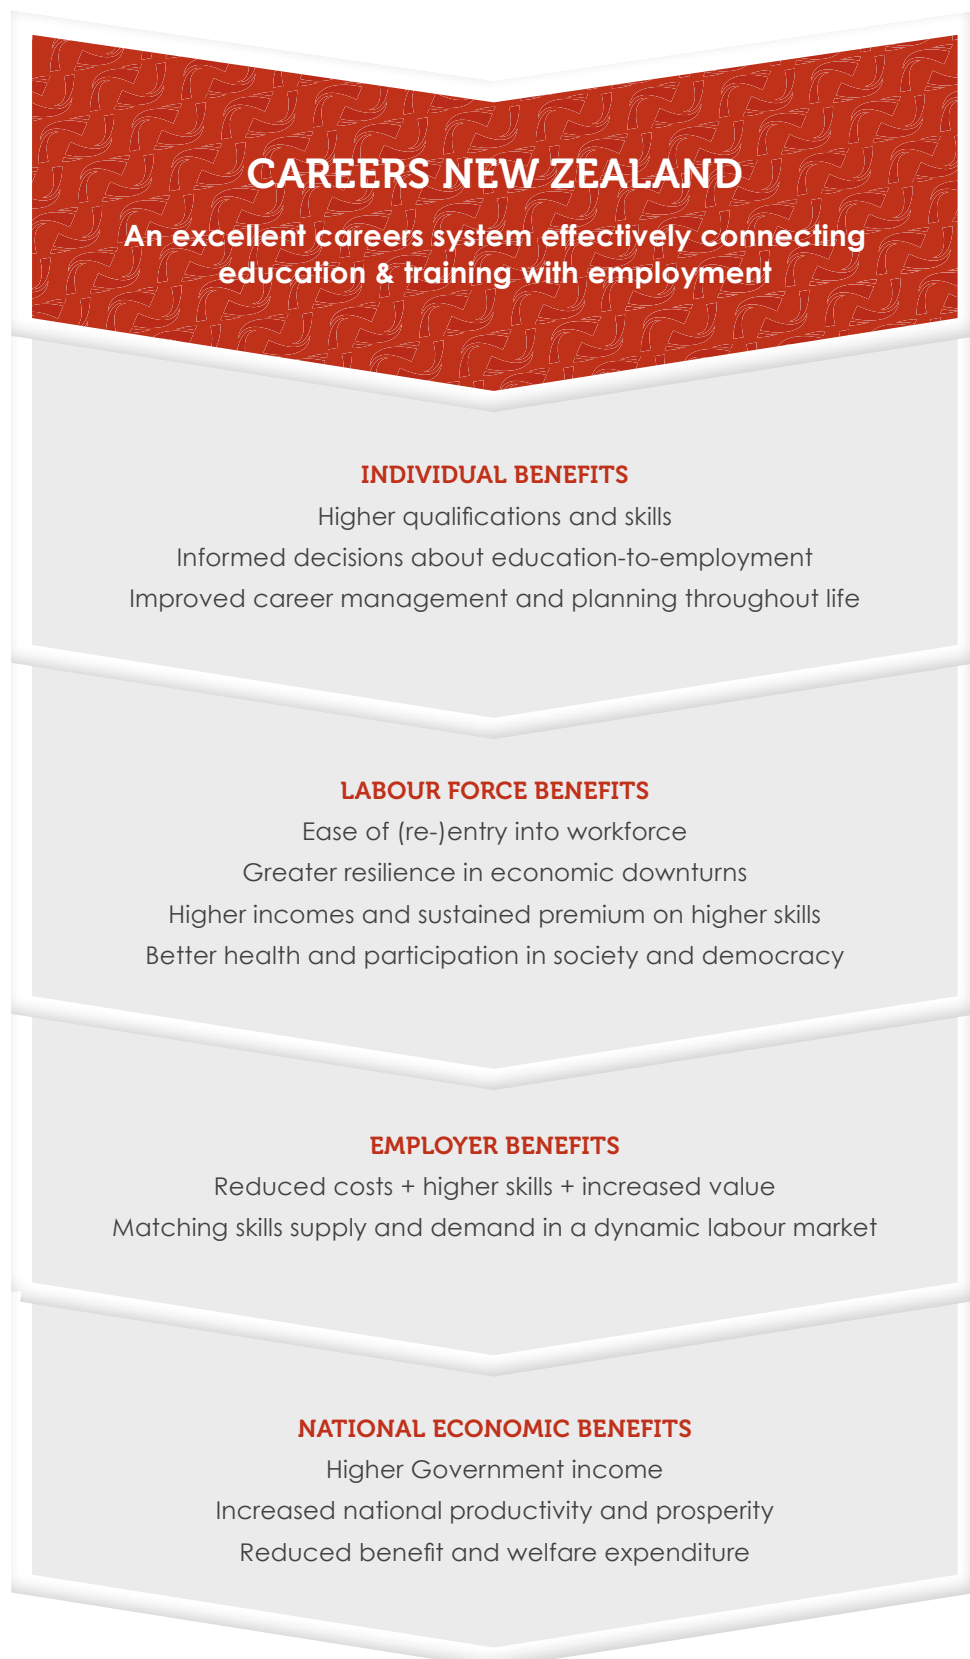 CAREERS NEW ZEALAND
An excellent careers system effectively connecting
education & training with employment
INDIVIDUAL BENEFITS
Higher qualifications and skills
Informed decisions about education-to-employment
Improved career management and planning throughout life
LABOUR FORCE BENEFITS
Ease of (re-)entry into workforce
Greater resilience in economic downturns
Higher incomes and sustained premium on higher skills
Better health and participation in society and democracy
EMPLOYER BENEFITS
Reduced costs + higher skills + increased value
Matching skills supply and demand in a dynamic labour market
NATIONAL ECONOMIC BENEFITS
Higher Government income
Increased national productivity and prosperity
Reduced benefit and welfare expenditure